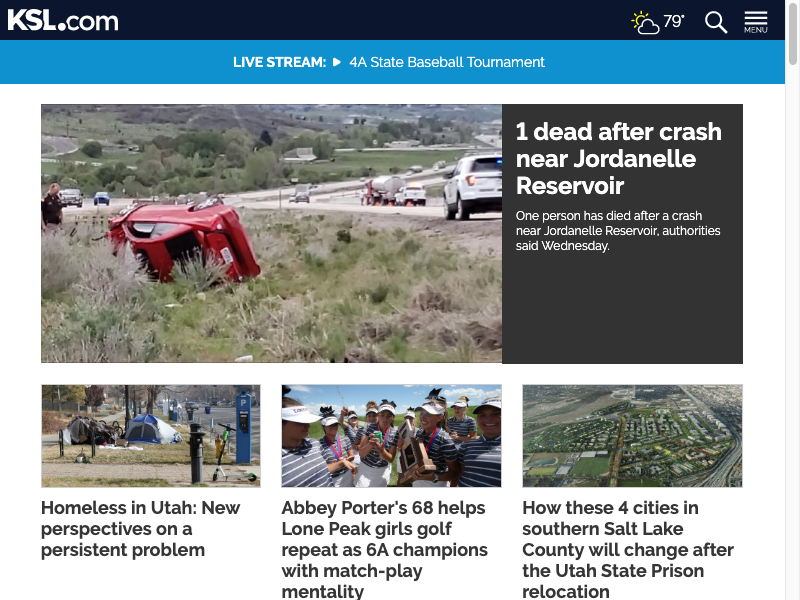 KSL.com
79°
MENU
LIVE STREAM: 4A State Baseball Tournament
1 dead after crash
near Jordanelle
Reservoir
One person has died after a crash
near Jordanelle Reservoir, authorities
said Wednesday.
Homeless in Utah: New
perspectives on a
persistent problem
Abbey Porter's 68 helps
Lone Peak girls golf
repeat as 6A champions
with match-play
mentality
How these 4 cities in
southern Salt Lake
County will change after
the Utah State Prison
relocation